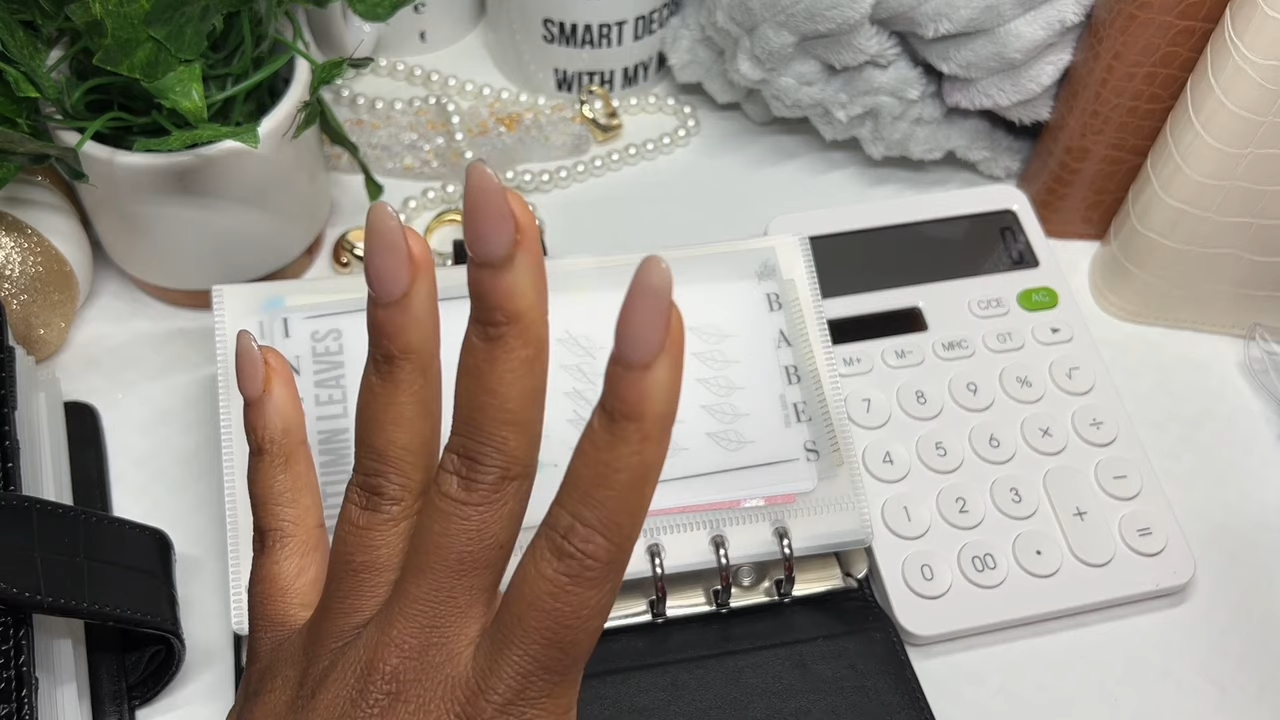 SMART DEC
WITH MY
AUTUMN LEAVES
B
A
B
E
S
C/CE
AC
M+
M-
MRC
GT
▶
7
8
9
%
√
4
5
6
×
÷
1
2
3
+
−
0
00
•
=